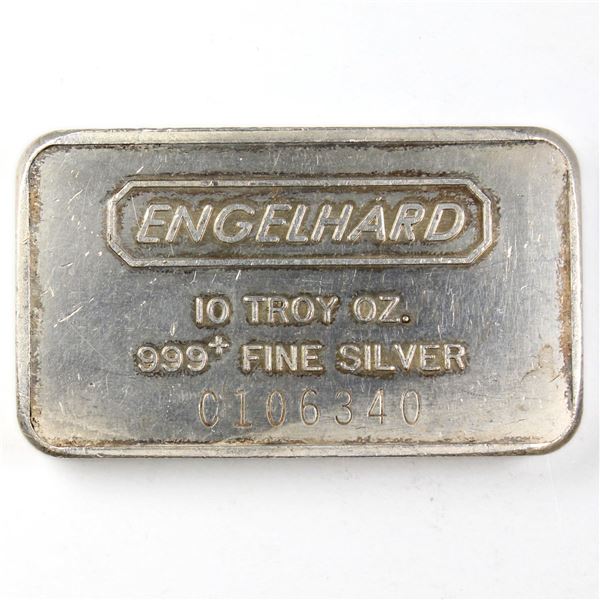 ENGELHARD
10 TROY OZ.
999+ FINE SILVER
C106340